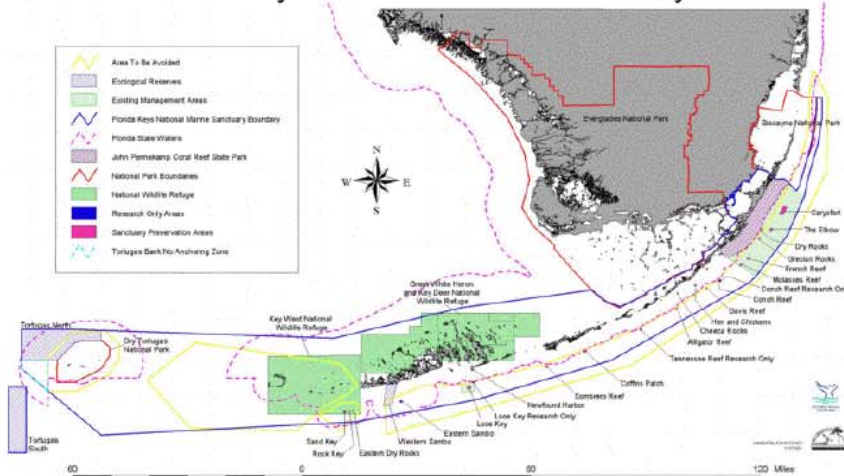 Area To Be Avoided
Ecological Reserves
Existing Management Areas
Florida Keys National Marine Sanctuary Boundary
Florida State Waters
John Pennekamp Coral Reef State Park
National Park Boundaries
National Wildlife Refuge
Research Only Areas
Sanctuary Preservation Areas
Tortugas Bank No Anchoring Zone
N
W E
S
Everglades National Park
Biscayne National Park
Carysfort
The Elbow
Dry Rocks
Grecian Rocks
French Reef
Molasses Reef
Conch Reef Research Only
Conch Reef
Davis Reef
Hen and Chickens
Cheeca Rocks
Alligator Reef
Tennessee Reef Research Only
Coffins Patch
Sombrero Reef
Newfound Harbor
Looe Key Research Only
Looe Key
Eastern Sambo
Western Sambo
Eastern Dry Rocks
Rock Key
Sand Key
Great White Heron
and Key Deer National
Wildlife Refuge
Key West National
Wildlife Refuge
Tortugas North
Dry Tortugas
National Park
Tortugas
South
60 0 60 120 Miles